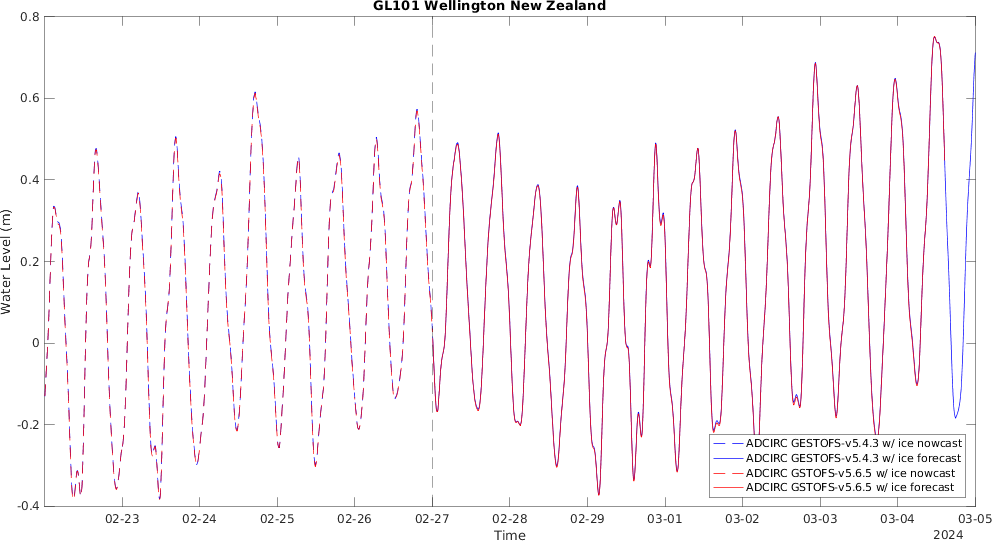 GL101 Wellington New Zealand
0.8
0.6
0.4
0.2
0
-0.2
-0.4
Water Level (m)
ADCIRC GESTOFS-v5.4.3 w/ ice nowcast
ADCIRC GESTOFS-v5.4.3 w/ ice forecast
ADCIRC GSTOFS-v5.6.5 w/ ice nowcast
ADCIRC GSTOFS-v5.6.5 w/ ice forecast
02-23 02-24 02-25 02-26 02-27 02-28 02-29 03-01 03-02 03-03 03-04 03-05
Time
2024